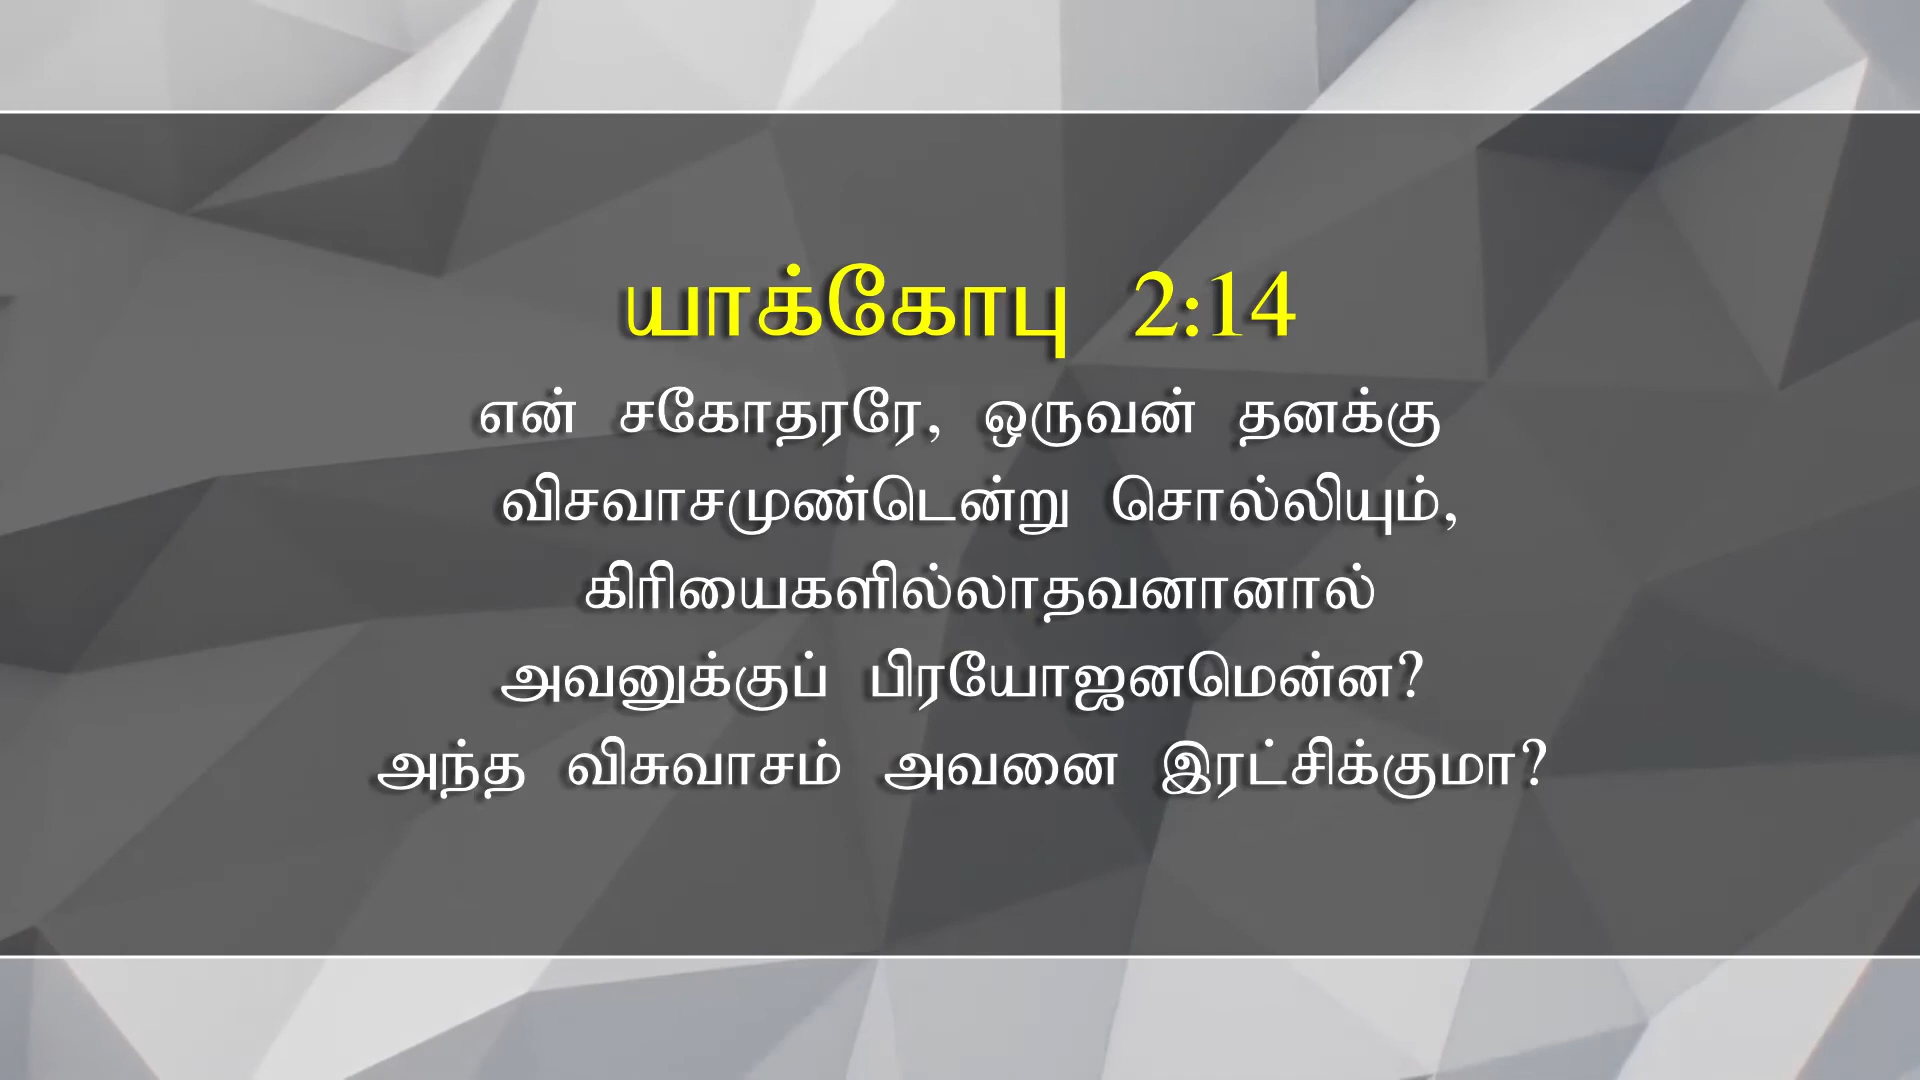 யாக்கோபு 2:14
என் சகோதரரே, ஒருவன் தனக்கு
விசவாசமுண்டென்று சொல்லியும்,
கிரியைகளில்லாதவனானால்
அவனுக்குப் பிரயோஜனமென்ன?
அந்த விசுவாசம் அவனை இரட்சிக்குமா?